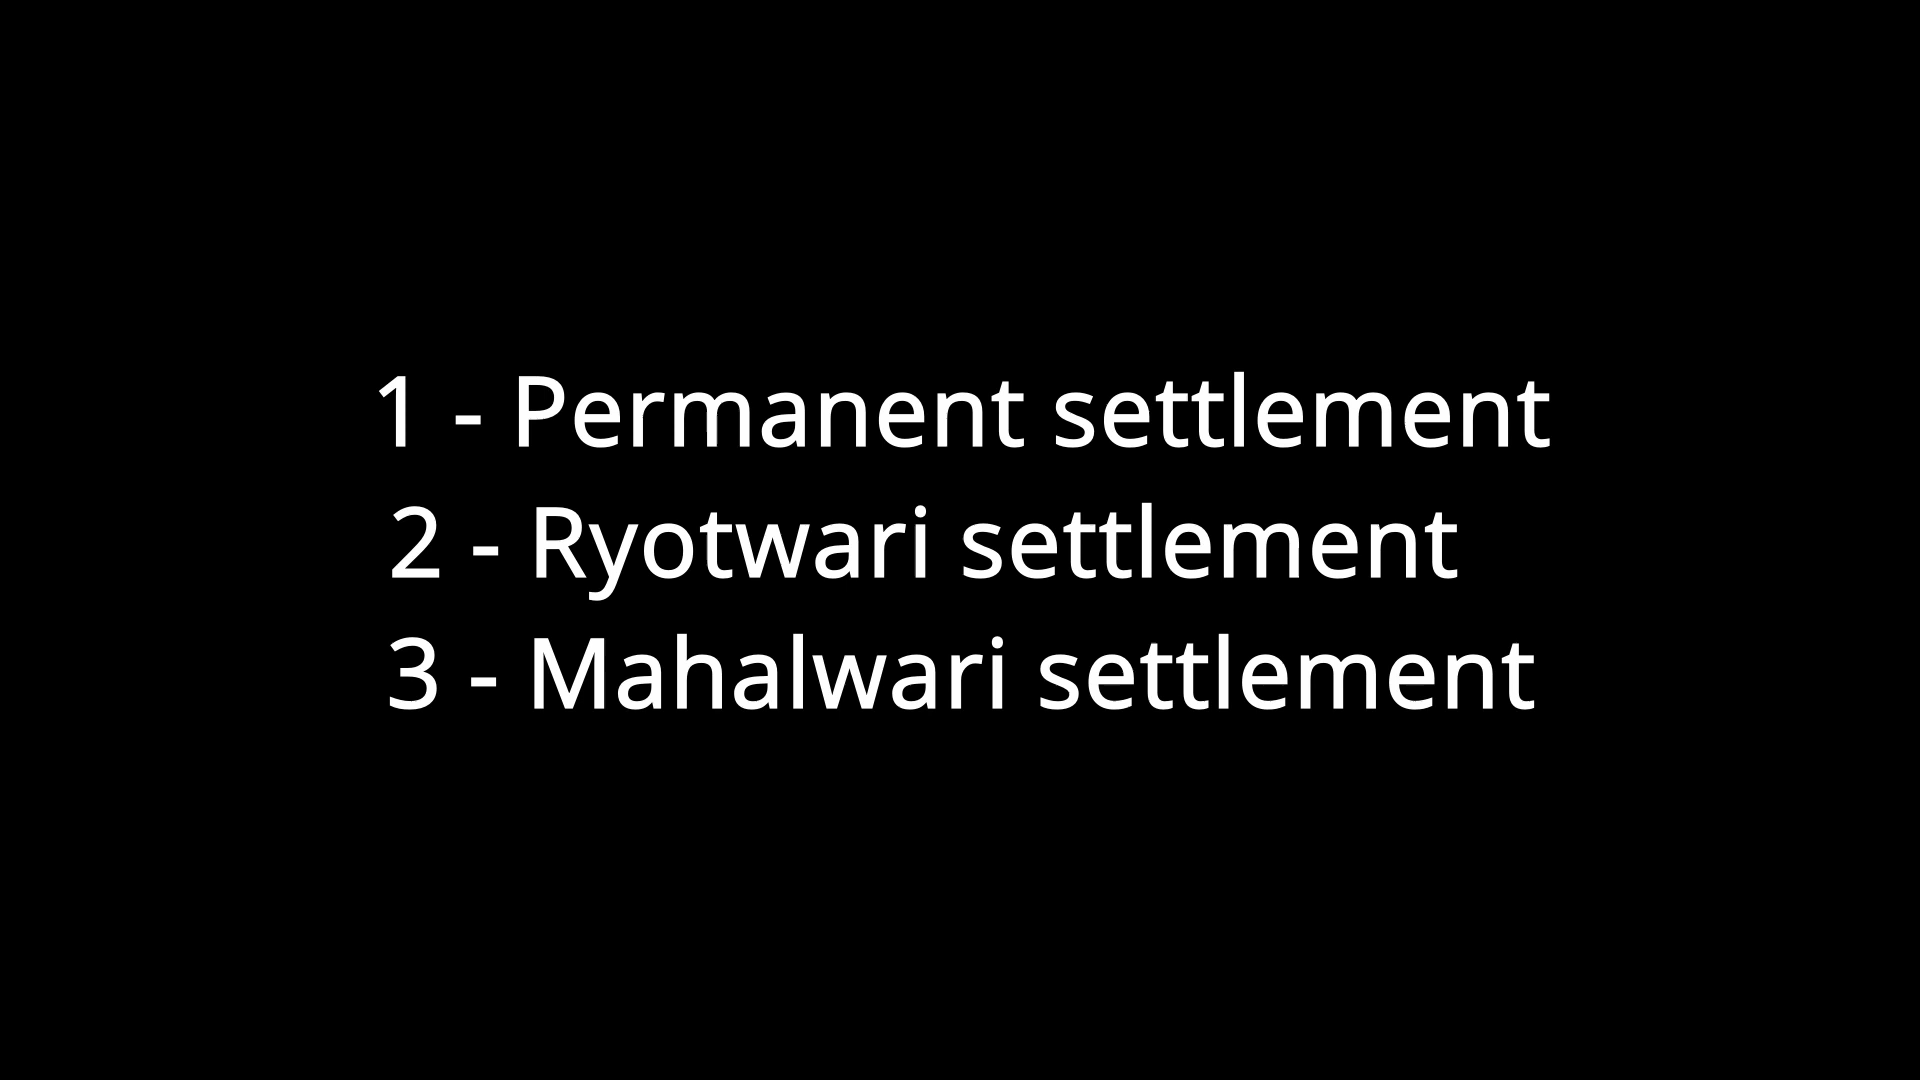 1 - Permanent settlement
2 - Ryotwari settlement
3 - Mahalwari settlement